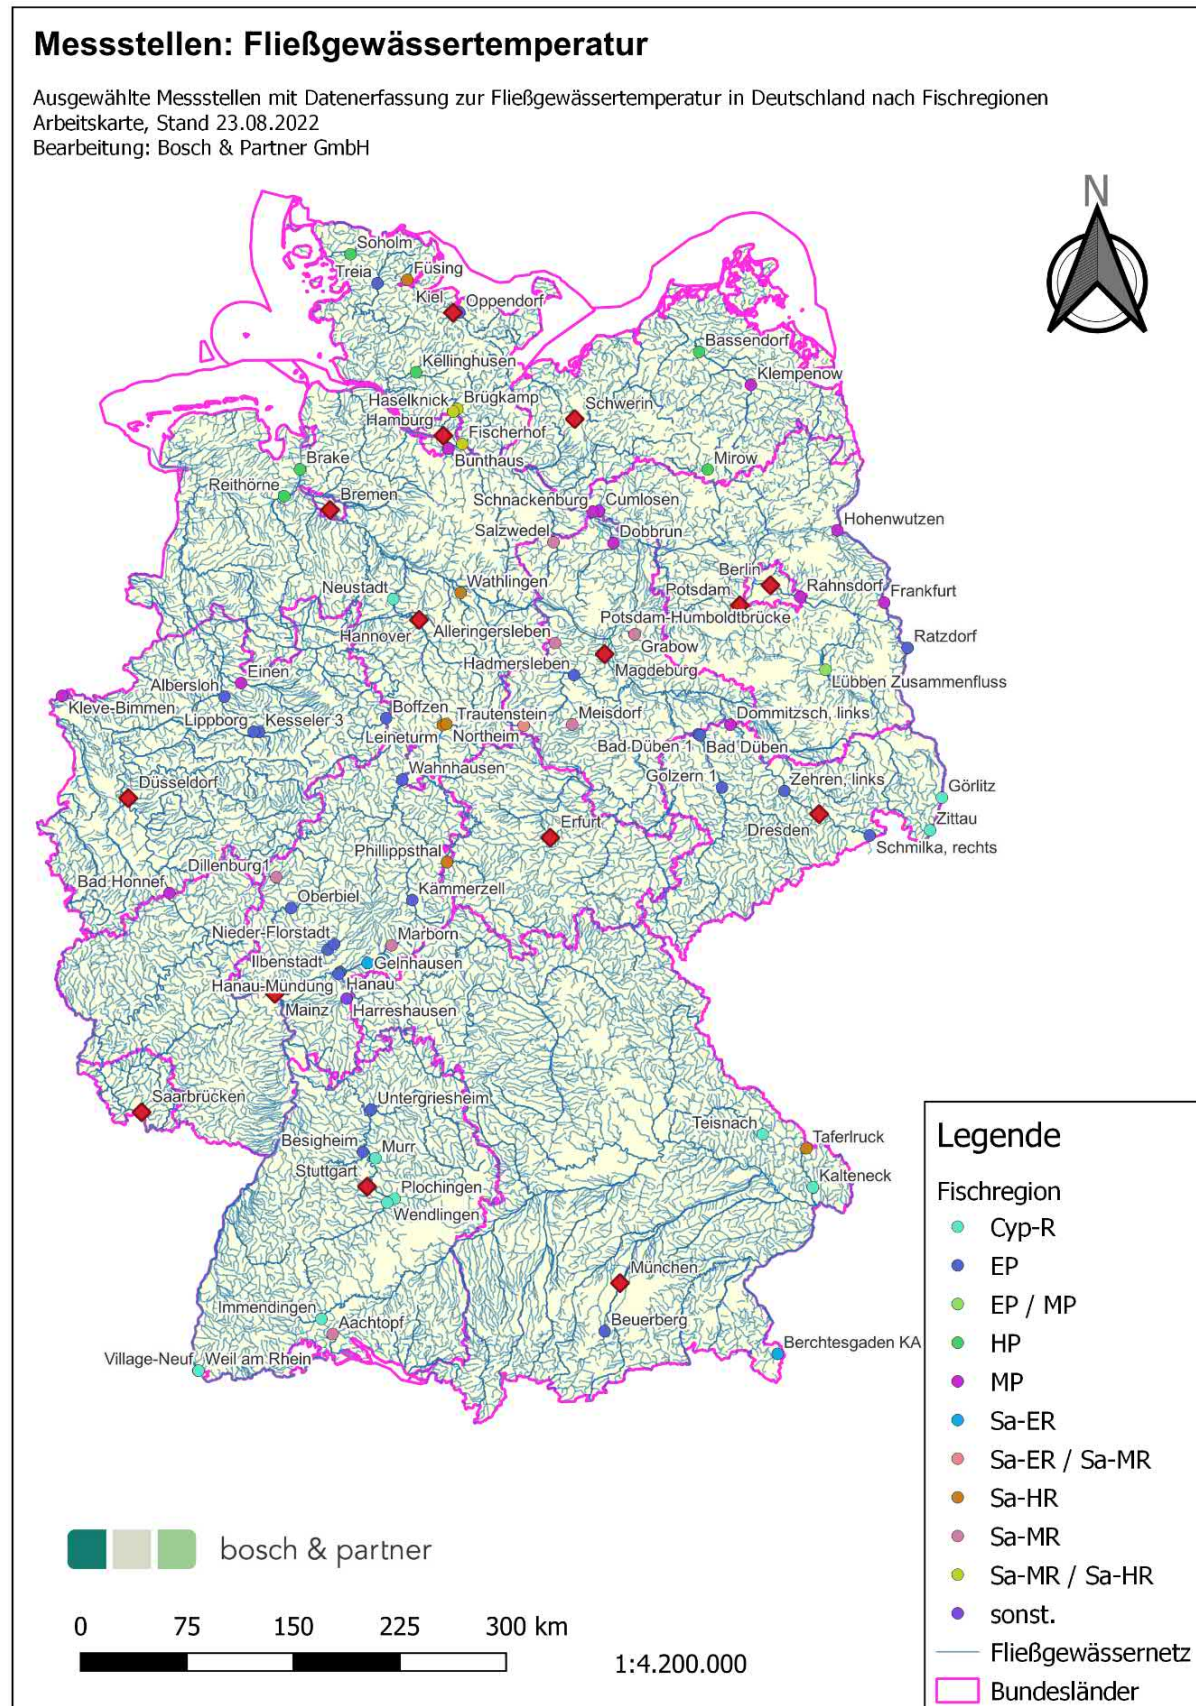 Messstellen: Fließgewässertemperatur
Ausgewählte Messstellen mit Datenerfassung zur Fließgewässertemperatur in Deutschland nach Fischregionen
Arbeitskarte, Stand 23.08.2022
Bearbeitung: Bosch & Partner GmbH
N
Soholm
Treia
Füsing
Kiel
Oppendorf
Bassendorf
Kellinghusen
Klempenow
Haselknick
Brügkamp
Schwerin
Hamburg
Fischerhof
Bunthaus
Brake
Mirow
Reithörne
Bremen
Schnackenburg
Cumlosen
Salzwedel
Dobbrun
Hohenwutzen
Neustadt
Wathlingen
Berlin
Potsdam
Rahnsdorf
Frankfurt
Potsdam-Humboldtbrücke
Hannover
Alleringersleben
Grabow
Ratzdorf
Hadmersleben
Magdeburg
Lübben Zusammenfluss
Einen
Albersloh
Kleve-Bimmen
Lippborg
Kesseler 3
Boffzen
Trautenstein
Meisdorf
Dommitzsch, links
Leineturm
Northeim
Bad Düben 1
Bad Düben
Wahnhausen
Golzern 1
Zehren, links
Görlitz
Düsseldorf
Erfurt
Dresden
Zittau
Schmilka, rechts
Phillippsthal
Dillenburg1
Bad Honnef
Oberbiel
Kämmerzell
Nieder-Florstadt
Marborn
Ilbenstadt
Gelnhausen
Hanau-Mündung
Hanau
Mainz
Harreshausen
Saarbrücken
Untergriesheim
Besigheim
Murr
Teisnach
Taferlruck
Stuttgart
Plochingen
Kalteneck
Wendlingen
München
Immendingen
Aachtopf
Beuerberg
Berchtesgaden KA
Village-Neuf
Weil am Rhein
Legende
Fischregion
Cyp-R
EP
EP / MP
HP
MP
Sa-ER
Sa-ER / Sa-MR
Sa-HR
Sa-MR
Sa-MR / Sa-HR
sonst.
Fließgewässernetz
Bundesländer
bosch & partner
0 75 150 225 300 km
1:4.200.000